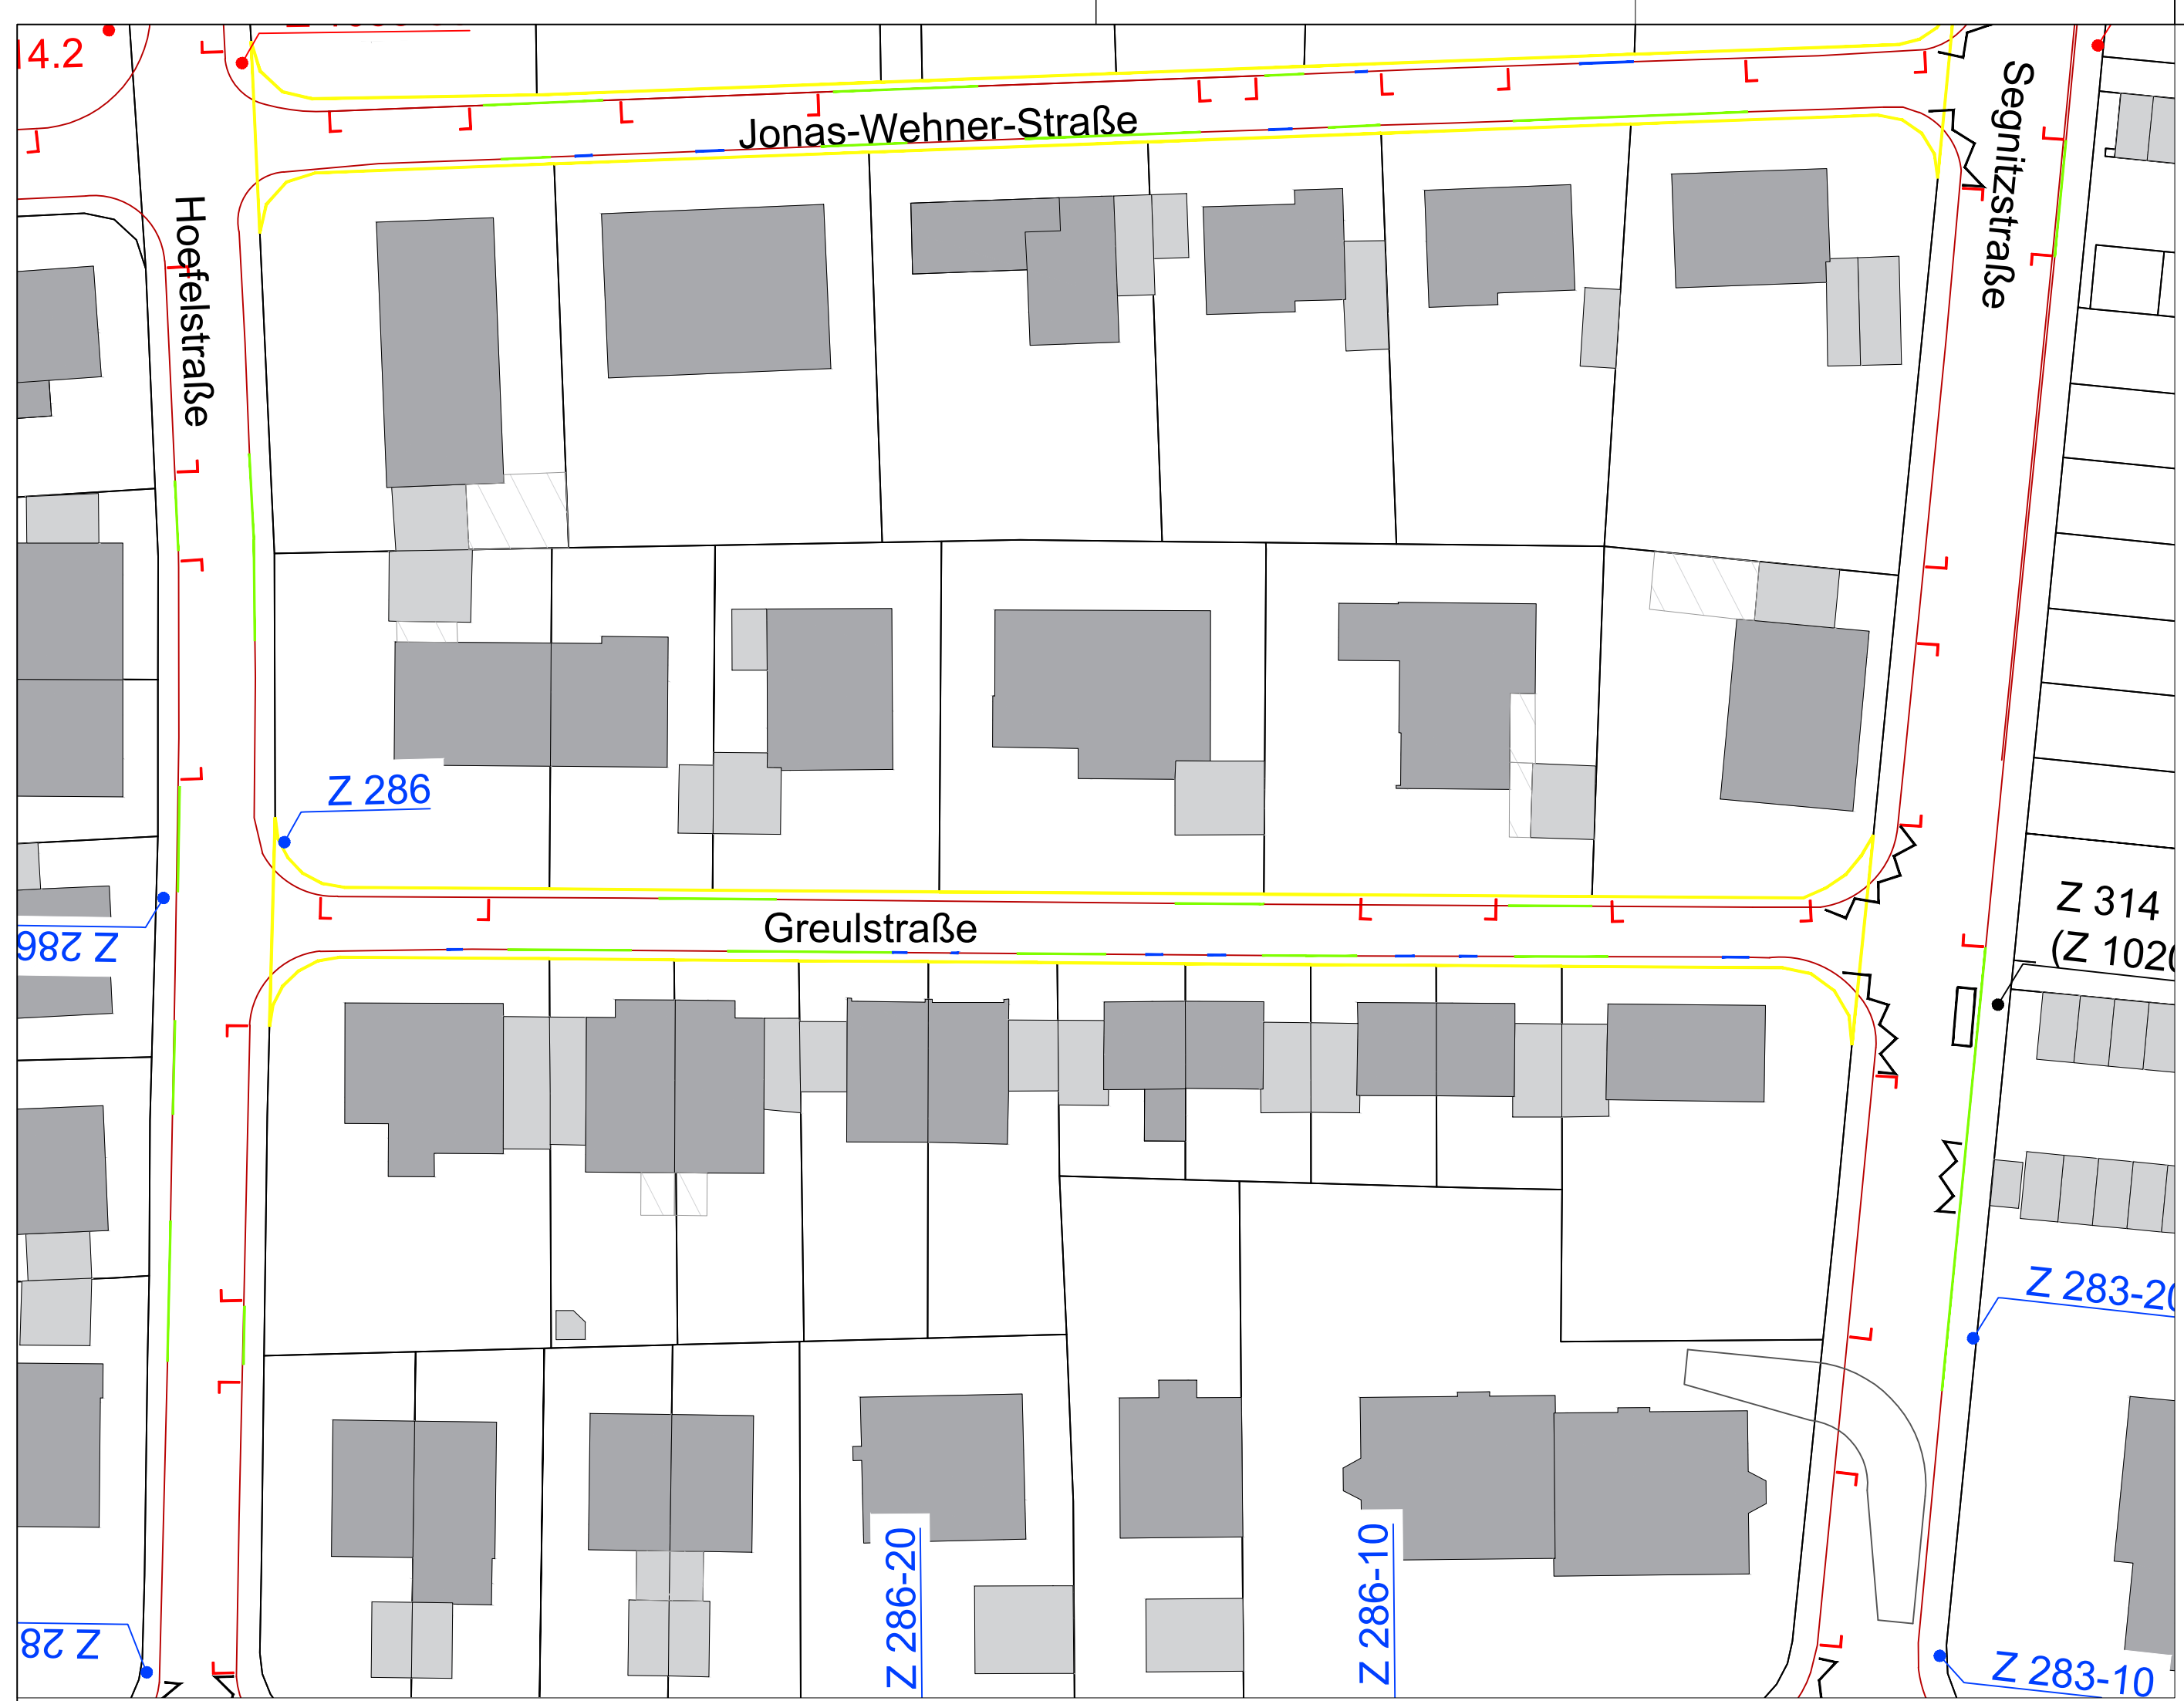 14.2
Jonas-Wehner-Straße
Segnitzstraße
Hoefelstraße
Z 286
Z 314
(Z 1020
Greulstraße
Z 286
Z 283-20
Z 286-20
Z 286-10
Z 28
Z 283-10